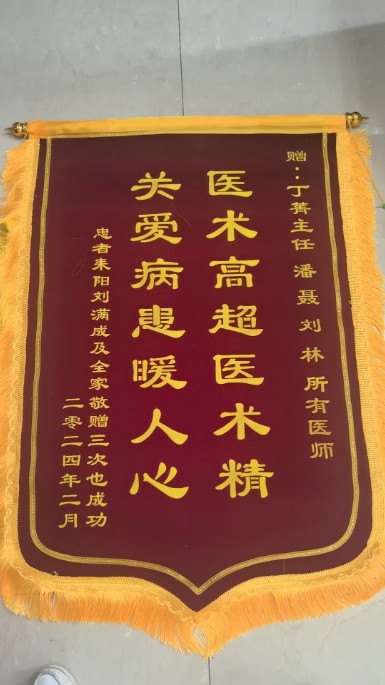 赠：丁菁主任 潘 聂 刘 林 所有医师
医术高超医术精
关爱病患暖人心
患者耒阳刘满成及全家敬赠三次也成功
二零二四年二月